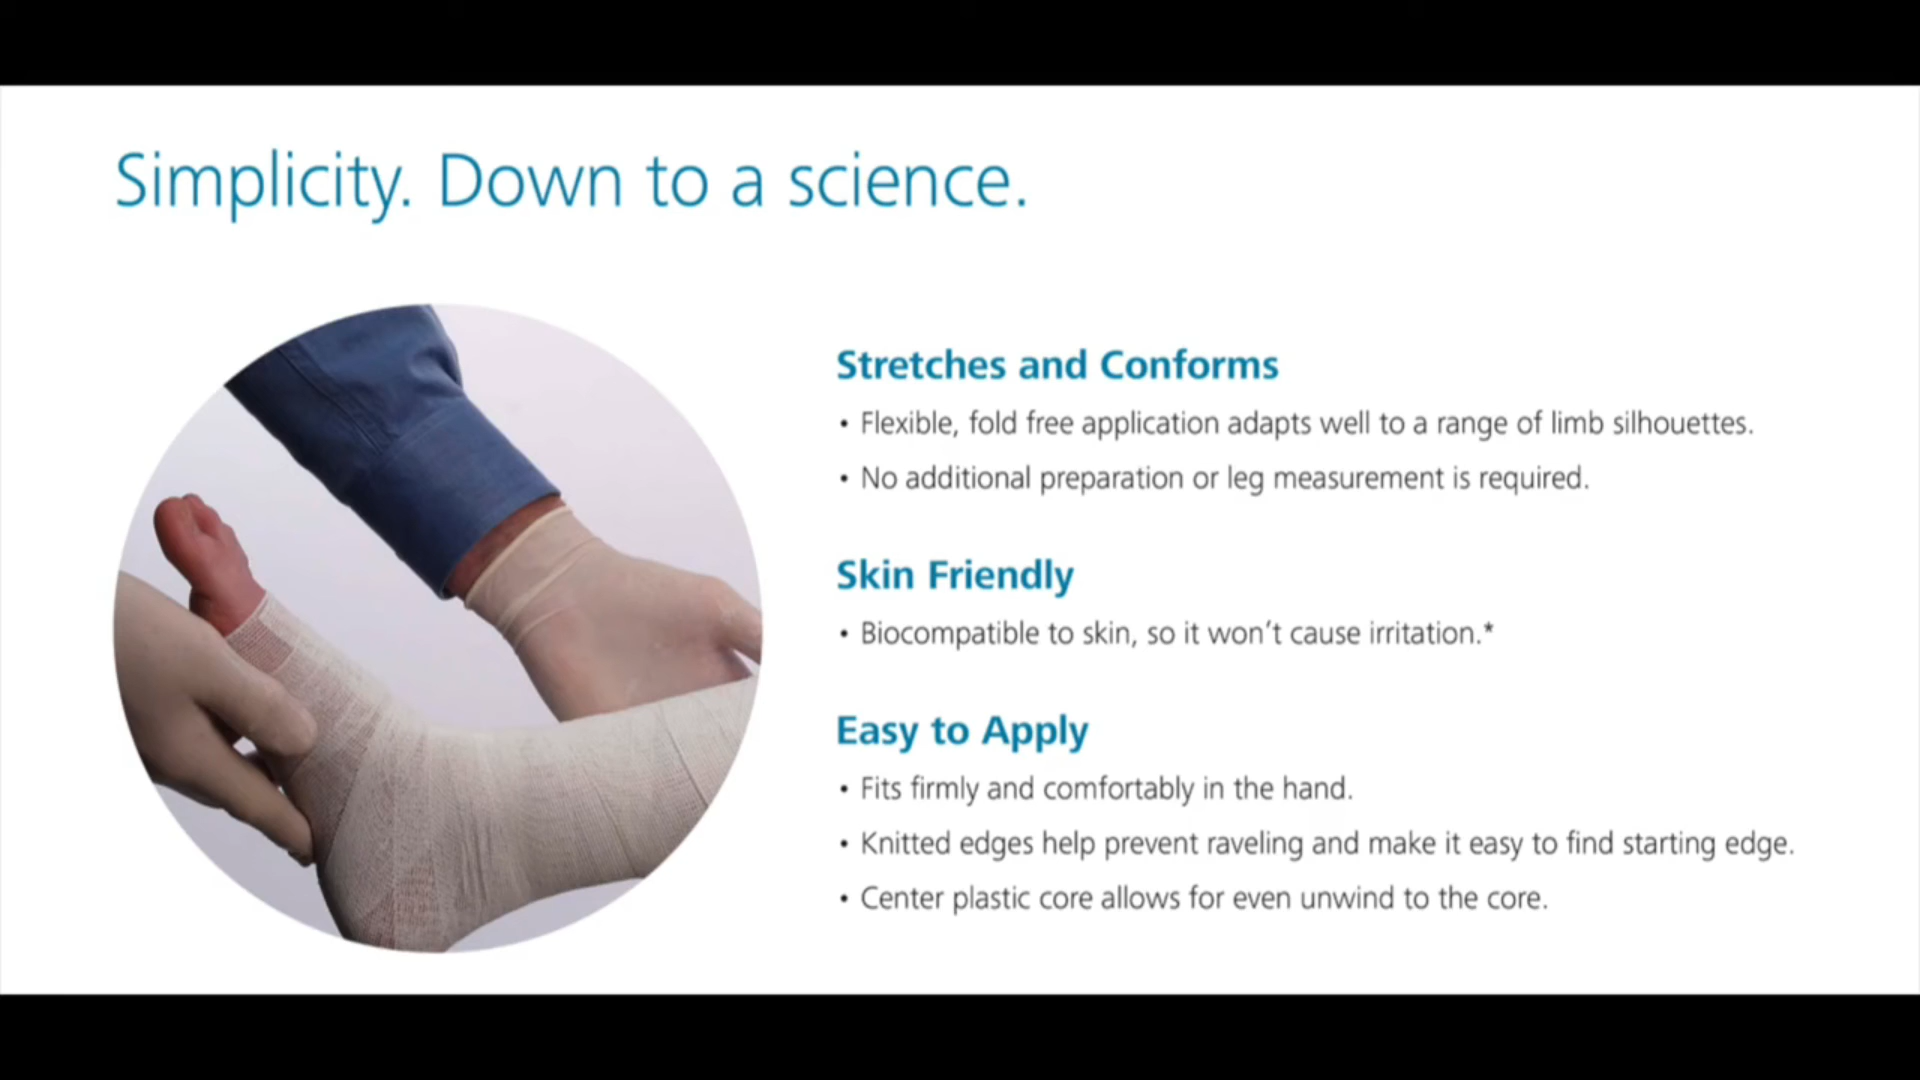 Simplicity. Down to a science.
Stretches and Conforms
• Flexible, fold free application adapts well to a range of limb silhouettes.
• No additional preparation or leg measurement is required.
Skin Friendly
• Biocompatible to skin, so it won't cause irritation.*
Easy to Apply
• Fits firmly and comfortably in the hand.
• Knitted edges help prevent raveling and make it easy to find starting edge.
• Center plastic core allows for even unwind to the core.